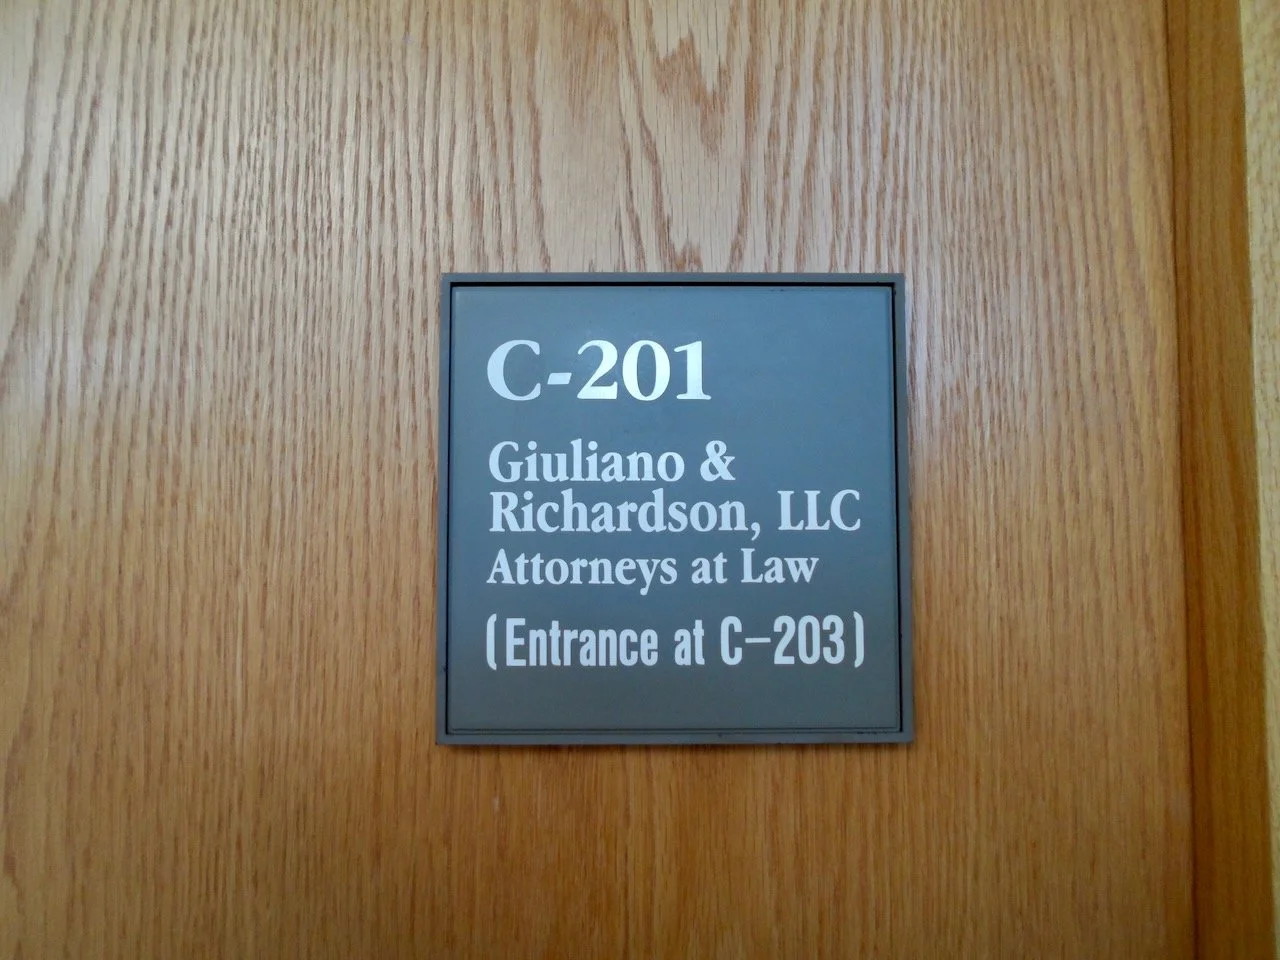 C-201
Giuliano &
Richardson, LLC
Attorneys at Law
(Entrance at C-203)